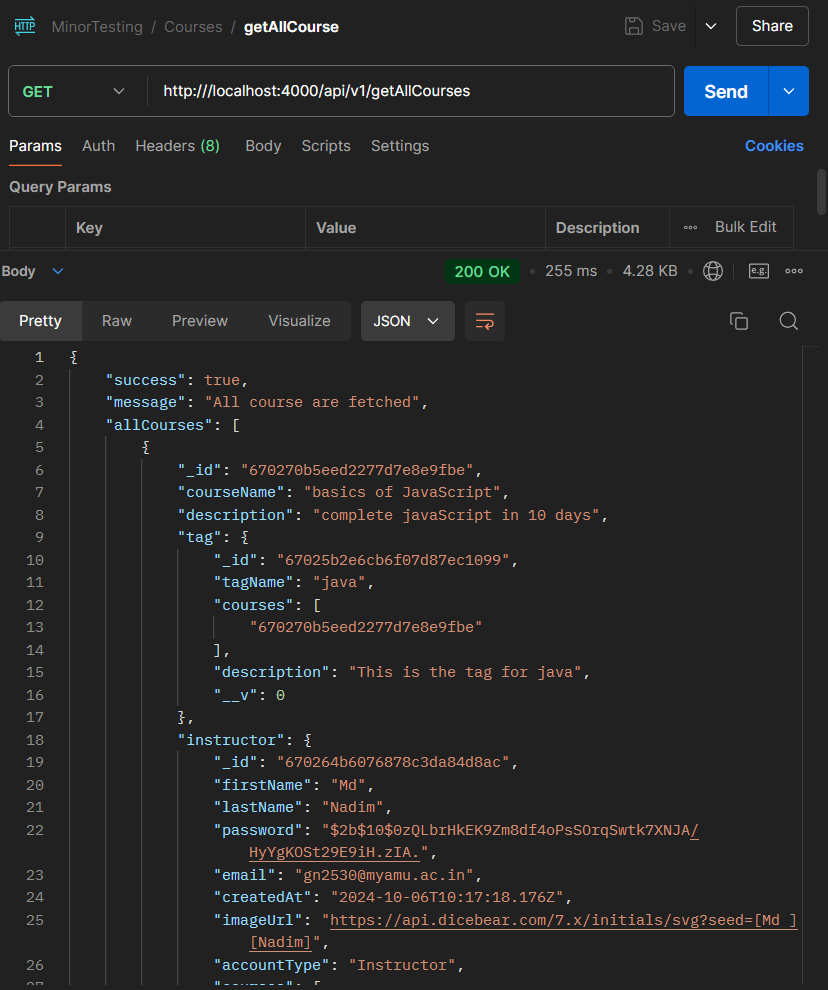 HTTP MinorTesting / Courses / getAllCourse Save Share
GET http:///localhost:4000/api/v1/getAllCourses Send
Params Auth Headers (8) Body Scripts Settings Cookies
Query Params
Key Value Description Bulk Edit
Body 200 OK 255 ms 4.28 KB e.g.
Pretty Raw Preview Visualize JSON
1 {
2 "success": true,
3 "message": "All course are fetched",
4 "allCourses": [
5 {
6 "_id": "670270b5eed2277d7e8e9fbe",
7 "courseName": "basics of JavaScript",
8 "description": "complete javaScript in 10 days",
9 "tag": {
10 "_id": "67025b2e6cb6f07d87ec1099",
11 "tagName": "java",
12 "courses": [
13 "670270b5eed2277d7e8e9fbe"
14 ],
15 "description": "This is the tag for java",
16 "__v": 0
17 },
18 "instructor": {
19 "_id": "670264b6076878c3da84d8ac",
20 "firstName": "Md",
21 "lastName": "Nadim",
22 "password": "$2b$10$0zQLbrHkEK9Zm8df4oPsSOrqSwtk7XNJA/
HyYgKOSt29E9iH.zIA.",
23 "email": "gn2530@myamu.ac.in",
24 "createdAt": "2024-10-06T10:17:18.176Z",
25 "imageUrl": "https://api.dicebear.com/7.x/initials/svg?seed=[Md ]
[Nadim]",
26 "accountType": "Instructor",
27 "courses": [